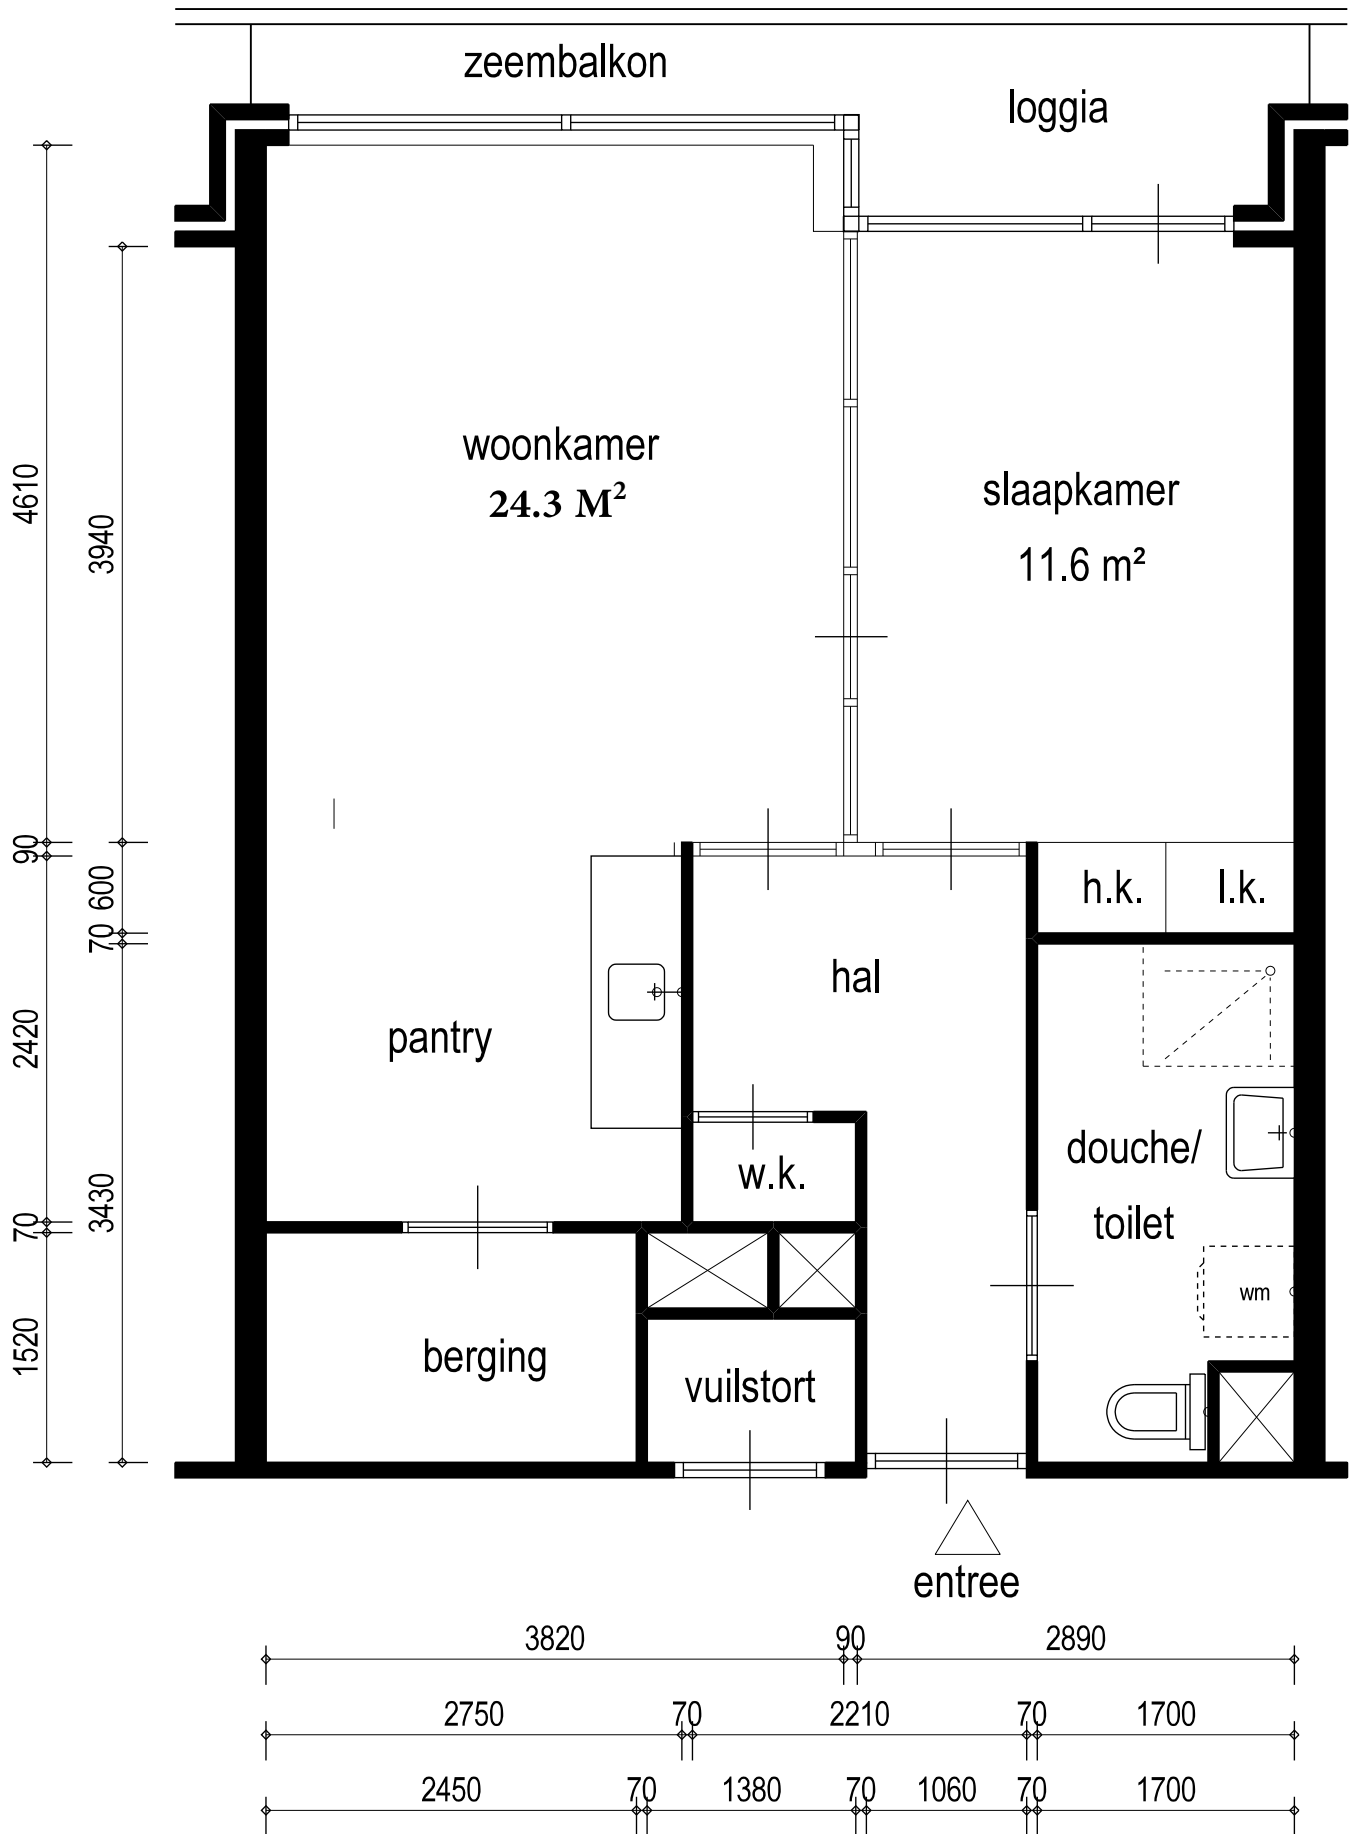 zeembalkon
loggia
woonkamer
24.3 M²
slaapkamer
11.6 m²
4610
3940
90
600
70
2420
3430
70
1520
h.k.
l.k.
hal
pantry
w.k.
douche/
toilet
wm
berging
vuilstort
entree
3820 90 2890
2750 70 2210 70 1700
2450 70 1380 70 1060 70 1700